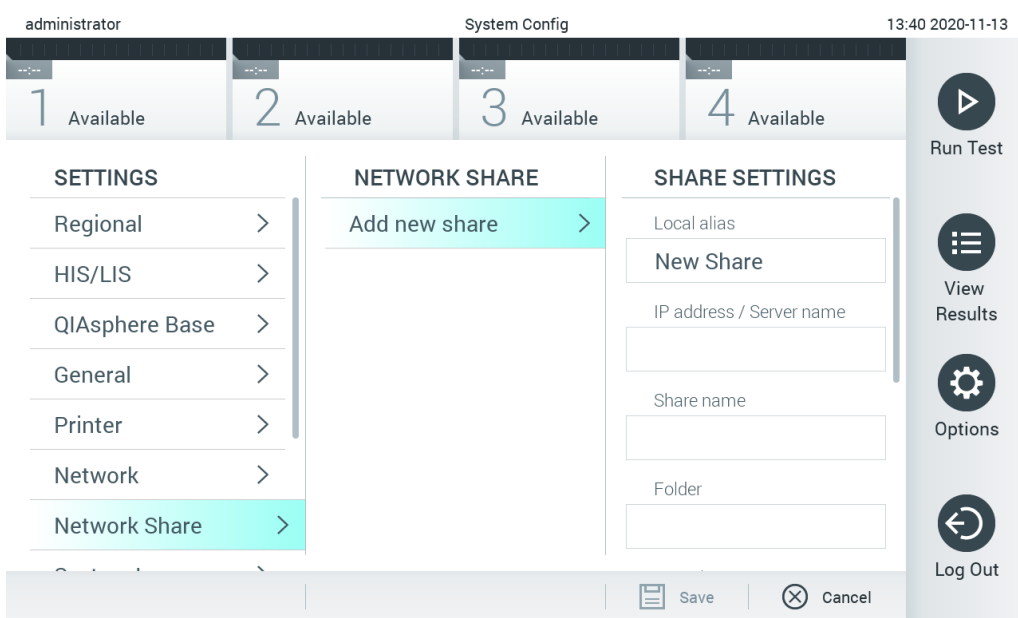 administrator
System Config
13:40 2020-11-13
--:--
--:--
--:--
--:--
1 Available
2 Available
3 Available
4 Available
Run Test
SETTINGS
Regional
HIS/LIS
QIAsphere Base
General
Printer
Network
Network Share
NETWORK SHARE
Add new share
SHARE SETTINGS
Local alias
New Share
IP address / Server name
Share name
Folder
View
Results
Options
Log Out
Save
Cancel